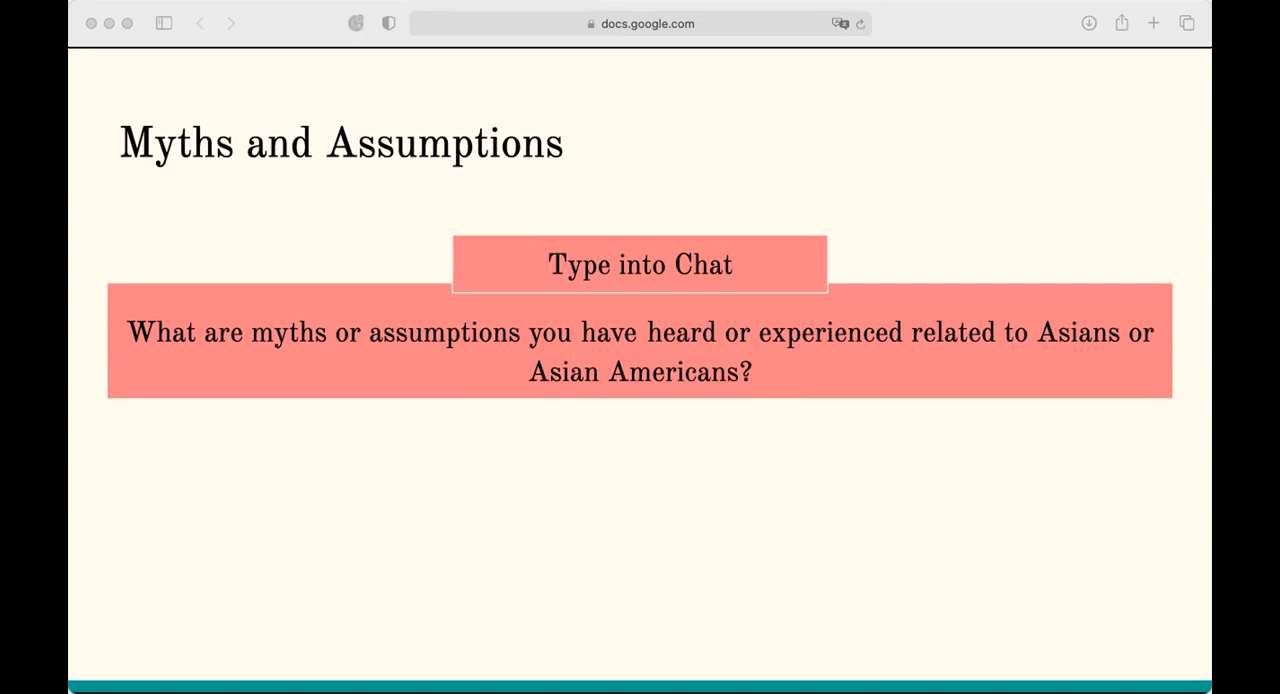 docs.google.com
Myths and Assumptions
Type into Chat
What are myths or assumptions you have heard or experienced related to Asians or
Asian Americans?